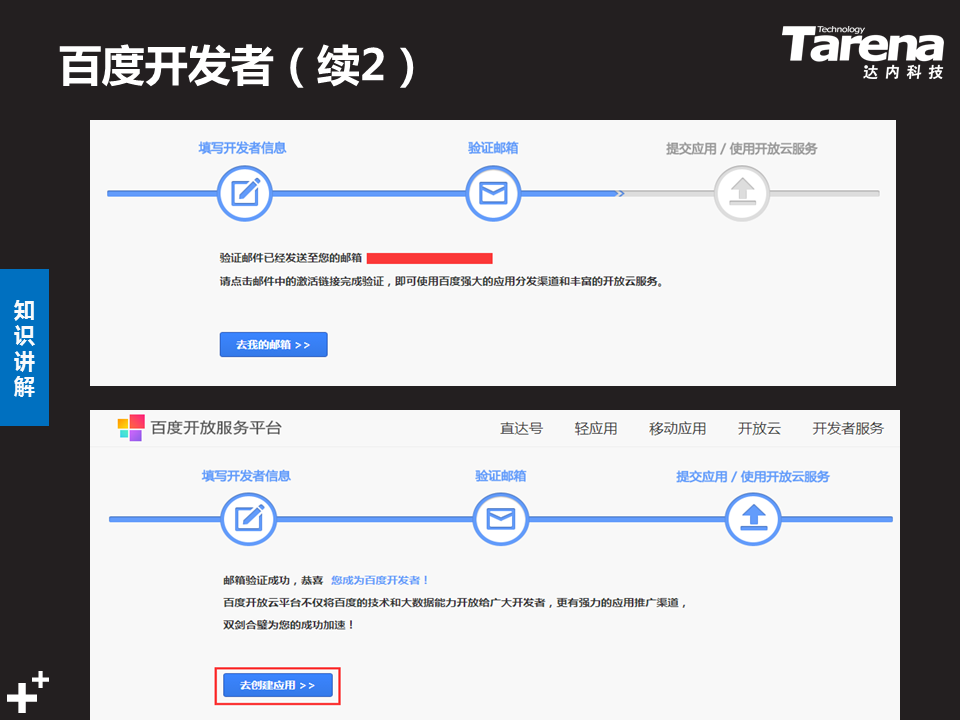 百度开发者（续2）
Technology
Tarena
达内科技
填写开发者信息
验证邮箱
提交应用 / 使用开放云服务
验证邮件已经发送至您的邮箱
请点击邮件中的激活链接完成验证，即可使用百度强大的应用分发渠道和丰富的开放云服务。
去我的邮箱 >>
知识讲解
百度开放服务平台
直达号 轻应用 移动应用 开放云 开发者服务
填写开发者信息
验证邮箱
提交应用 / 使用开放云服务
邮箱验证成功，恭喜 您成为百度开发者！
百度开放云平台不仅将百度的技术和大数据能力开放给广大开发者，更有强力的应用推广渠道，
双剑合璧为您的成功加速！
去创建应用 >>